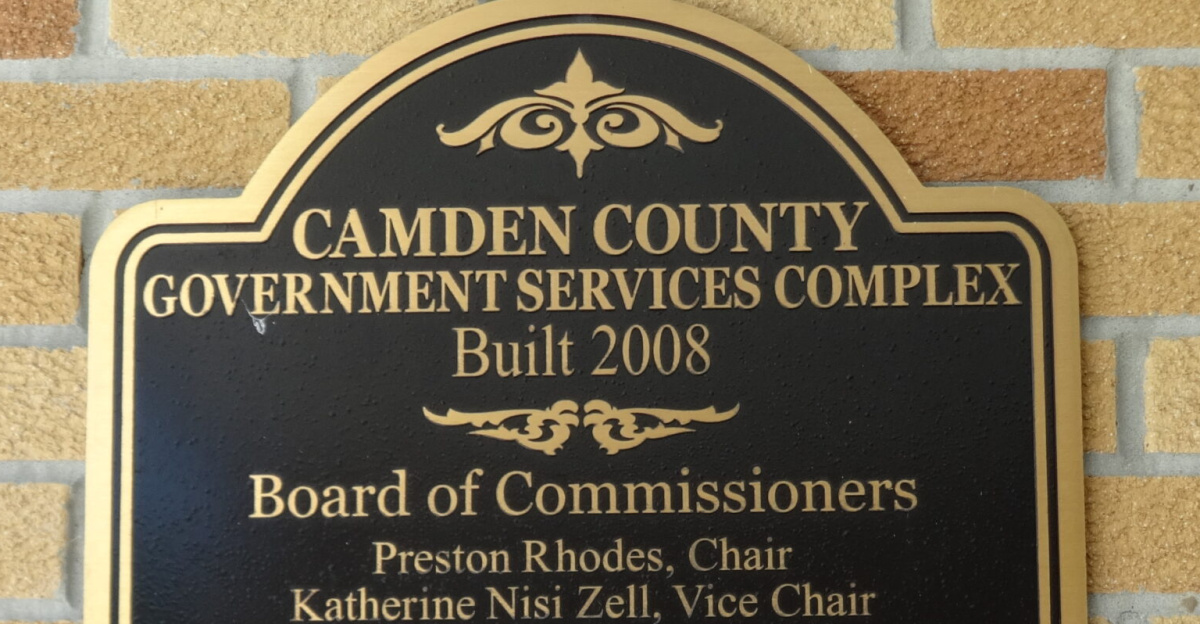 CAMDEN COUNTY
GOVERNMENT SERVICES COMPLEX
Built 2008
Board of Commissioners
Preston Rhodes, Chair
Katherine Nisi Zell, Vice Chair